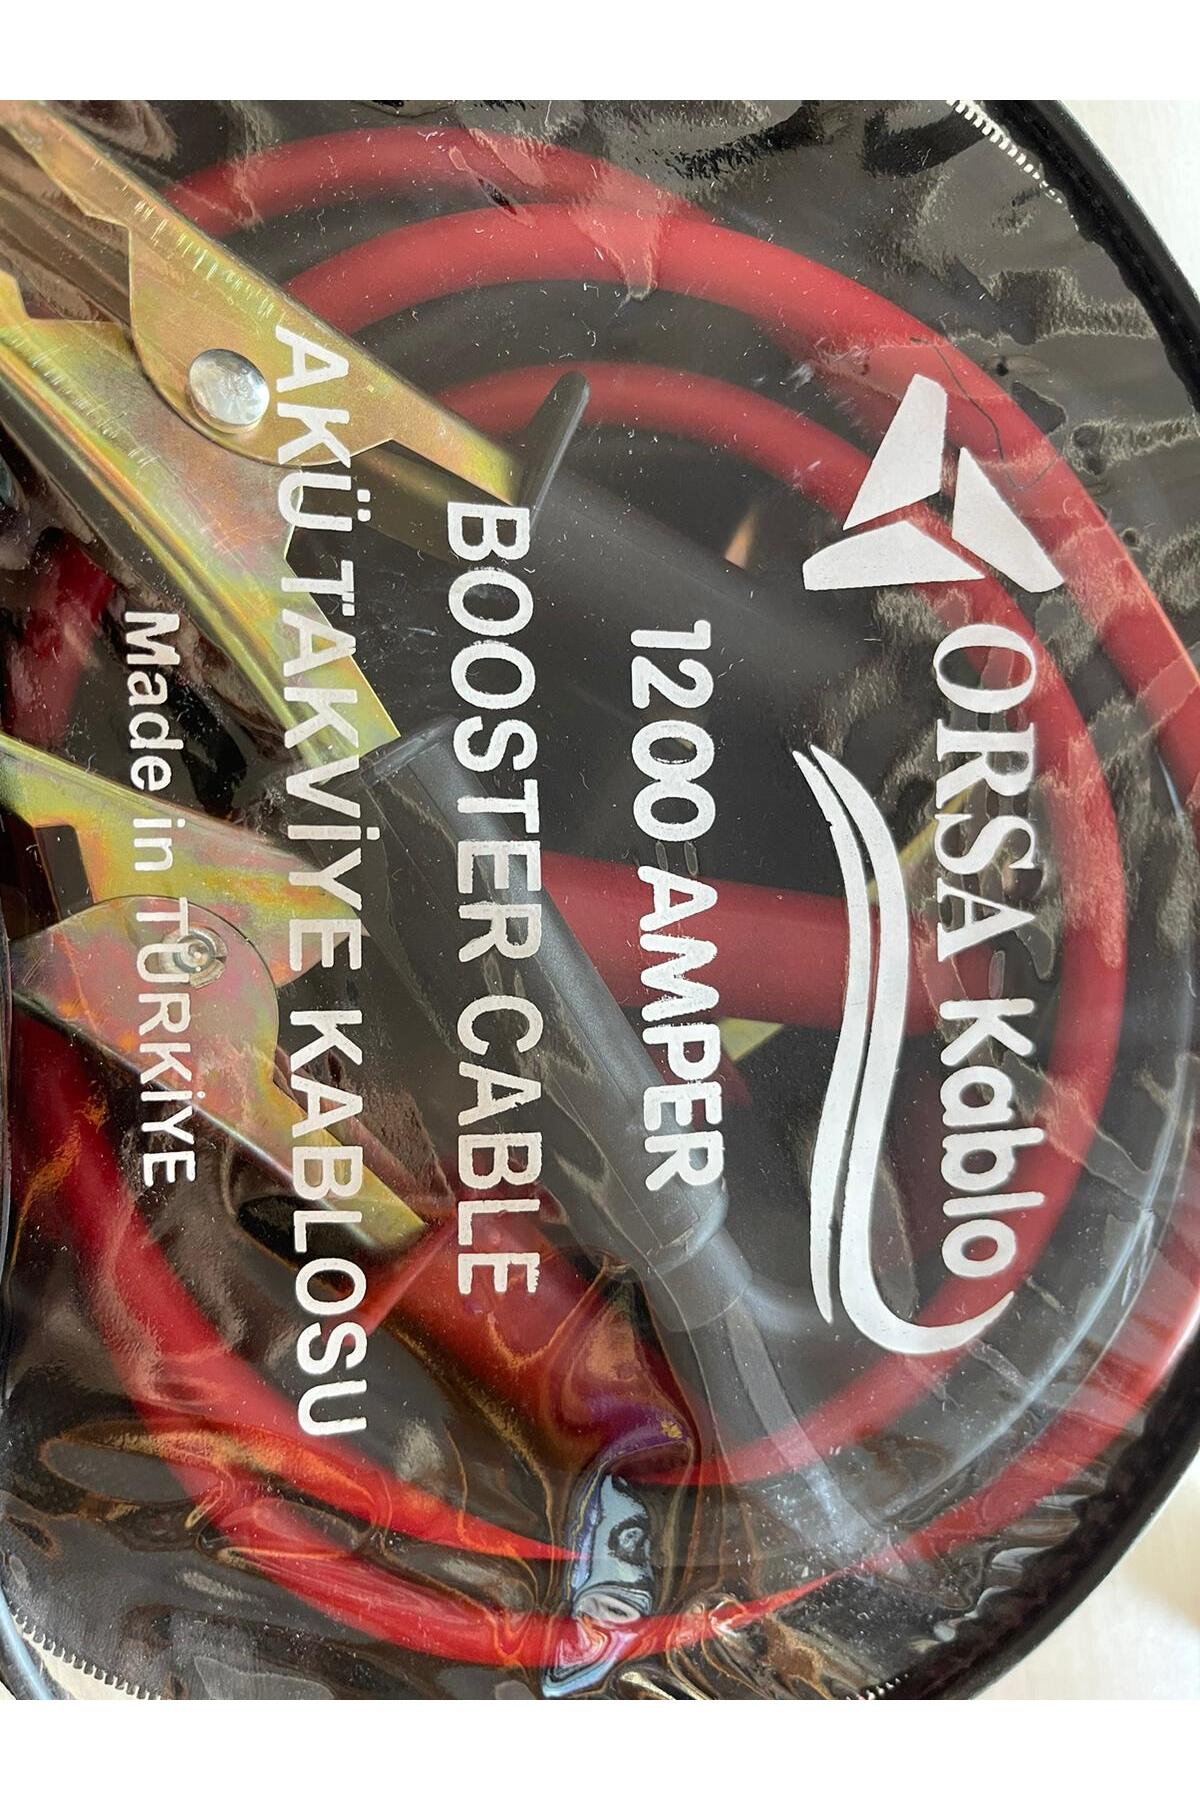 ORSA Kablo
1200 AMPER
BOOSTER CABLE
AKÜ TAKVİYE KABLOSU
Made in TÜRKİYE